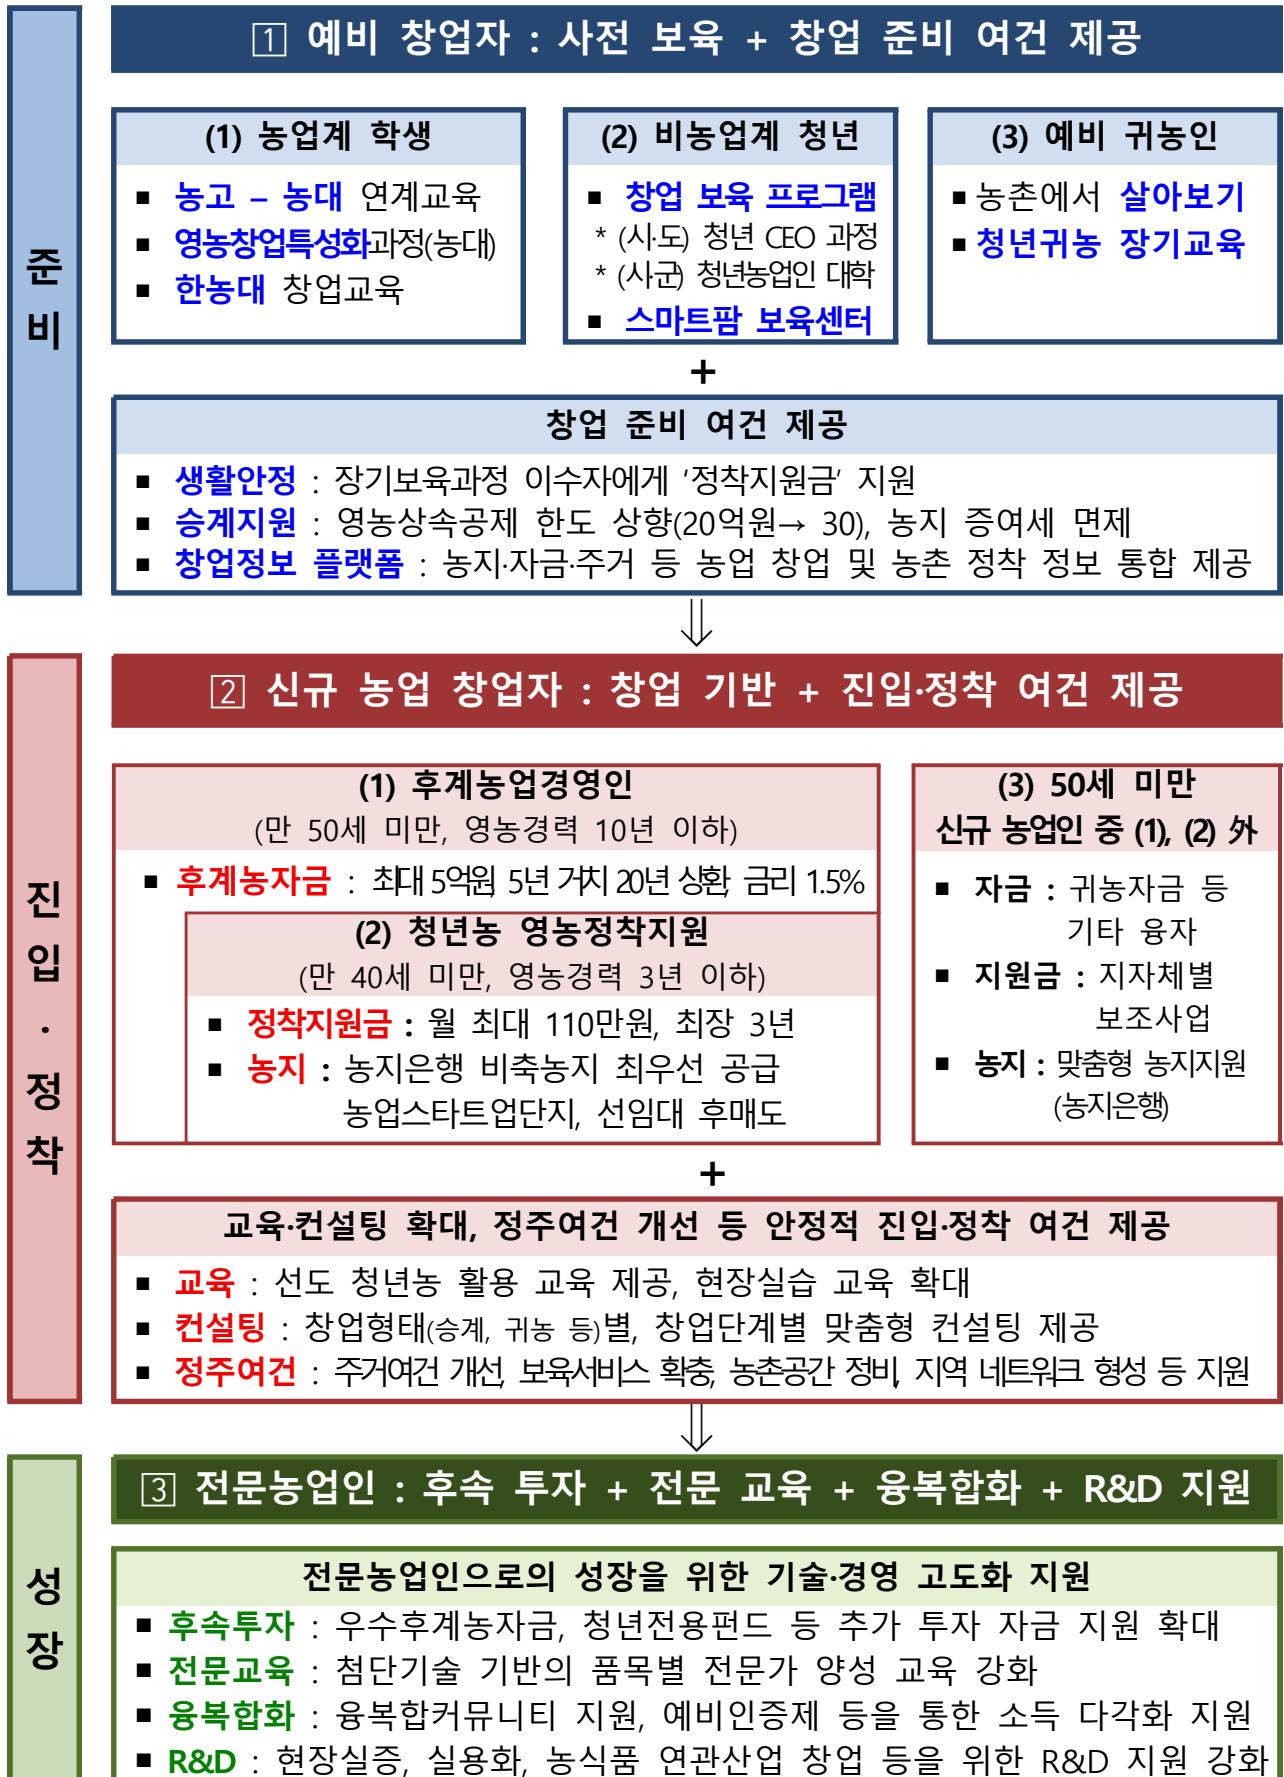 준
비
1 예비 창업자 : 사전 보육 + 창업 준비 여건 제공
(1) 농업계 학생
▪ 농고 – 농대 연계교육
▪ 영농창업특성화과정(농대)
▪ 한농대 창업교육
(2) 비농업계 청년
▪ 창업 보육 프로그램
* (시·도) 청년 CEO 과정
* (시·군) 청년농업인 대학
▪ 스마트팜 보육센터
(3) 예비 귀농인
▪ 농촌에서 살아보기
▪ 청년귀농 장기교육
+
창업 준비 여건 제공
▪ 생활안정 : 장기보육과정 이수자에게 '정착지원금' 지원
▪ 승계지원 : 영농상속공제 한도 상향(20억원→ 30), 농지 증여세 면제
▪ 창업정보 플랫폼 : 농지·자금·주거 등 농업 창업 및 농촌 정착 정보 통합 제공
⇓
진
입
·
정
착
2 신규 농업 창업자 : 창업 기반 + 진입·정착 여건 제공
(1) 후계농업경영인
(만 50세 미만, 영농경력 10년 이하)
▪ 후계농자금 : 최대 5억원, 5년 거치 20년 상환, 금리 1.5%
(2) 청년농 영농정착지원
(만 40세 미만, 영농경력 3년 이하)
▪ 정착지원금 : 월 최대 110만원, 최장 3년
▪ 농지 : 농지은행 비축농지 최우선 공급
농업스타트업단지, 선임대 후매도
(3) 50세 미만
신규 농업인 중 (1), (2) 外
▪ 자금 : 귀농자금 등
기타 융자
▪ 지원금 : 지자체별
보조사업
▪ 농지 : 맞춤형 농지지원
(농지은행)
+
교육·컨설팅 확대, 정주여건 개선 등 안정적 진입·정착 여건 제공
▪ 교육 : 선도 청년농 활용 교육 제공, 현장실습 교육 확대
▪ 컨설팅 : 창업형태(승계, 귀농 등)별, 창업단계별 맞춤형 컨설팅 제공
▪ 정주여건 : 주거여건 개선, 보육서비스 확충, 농촌공간 정비, 지역 네트워크 형성 등 지원
⇓
성
장
3 전문농업인 : 후속 투자 + 전문 교육 + 융복합화 + R&D 지원
전문농업인으로의 성장을 위한 기술·경영 고도화 지원
▪ 후속투자 : 우수후계농자금, 청년전용펀드 등 추가 투자 자금 지원 확대
▪ 전문교육 : 첨단기술 기반의 품목별 전문가 양성 교육 강화
▪ 융복합화 : 융복합커뮤니티 지원, 예비인증제 등을 통한 소득 다각화 지원
▪ R&D : 현장실증, 실용화, 농식품 연관산업 창업 등을 위한 R&D 지원 강화